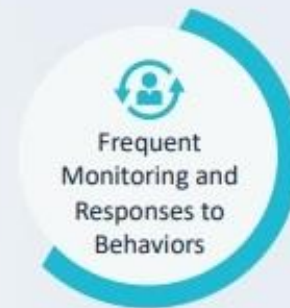 Frequent
Monitoring and
Responses to
Behaviors